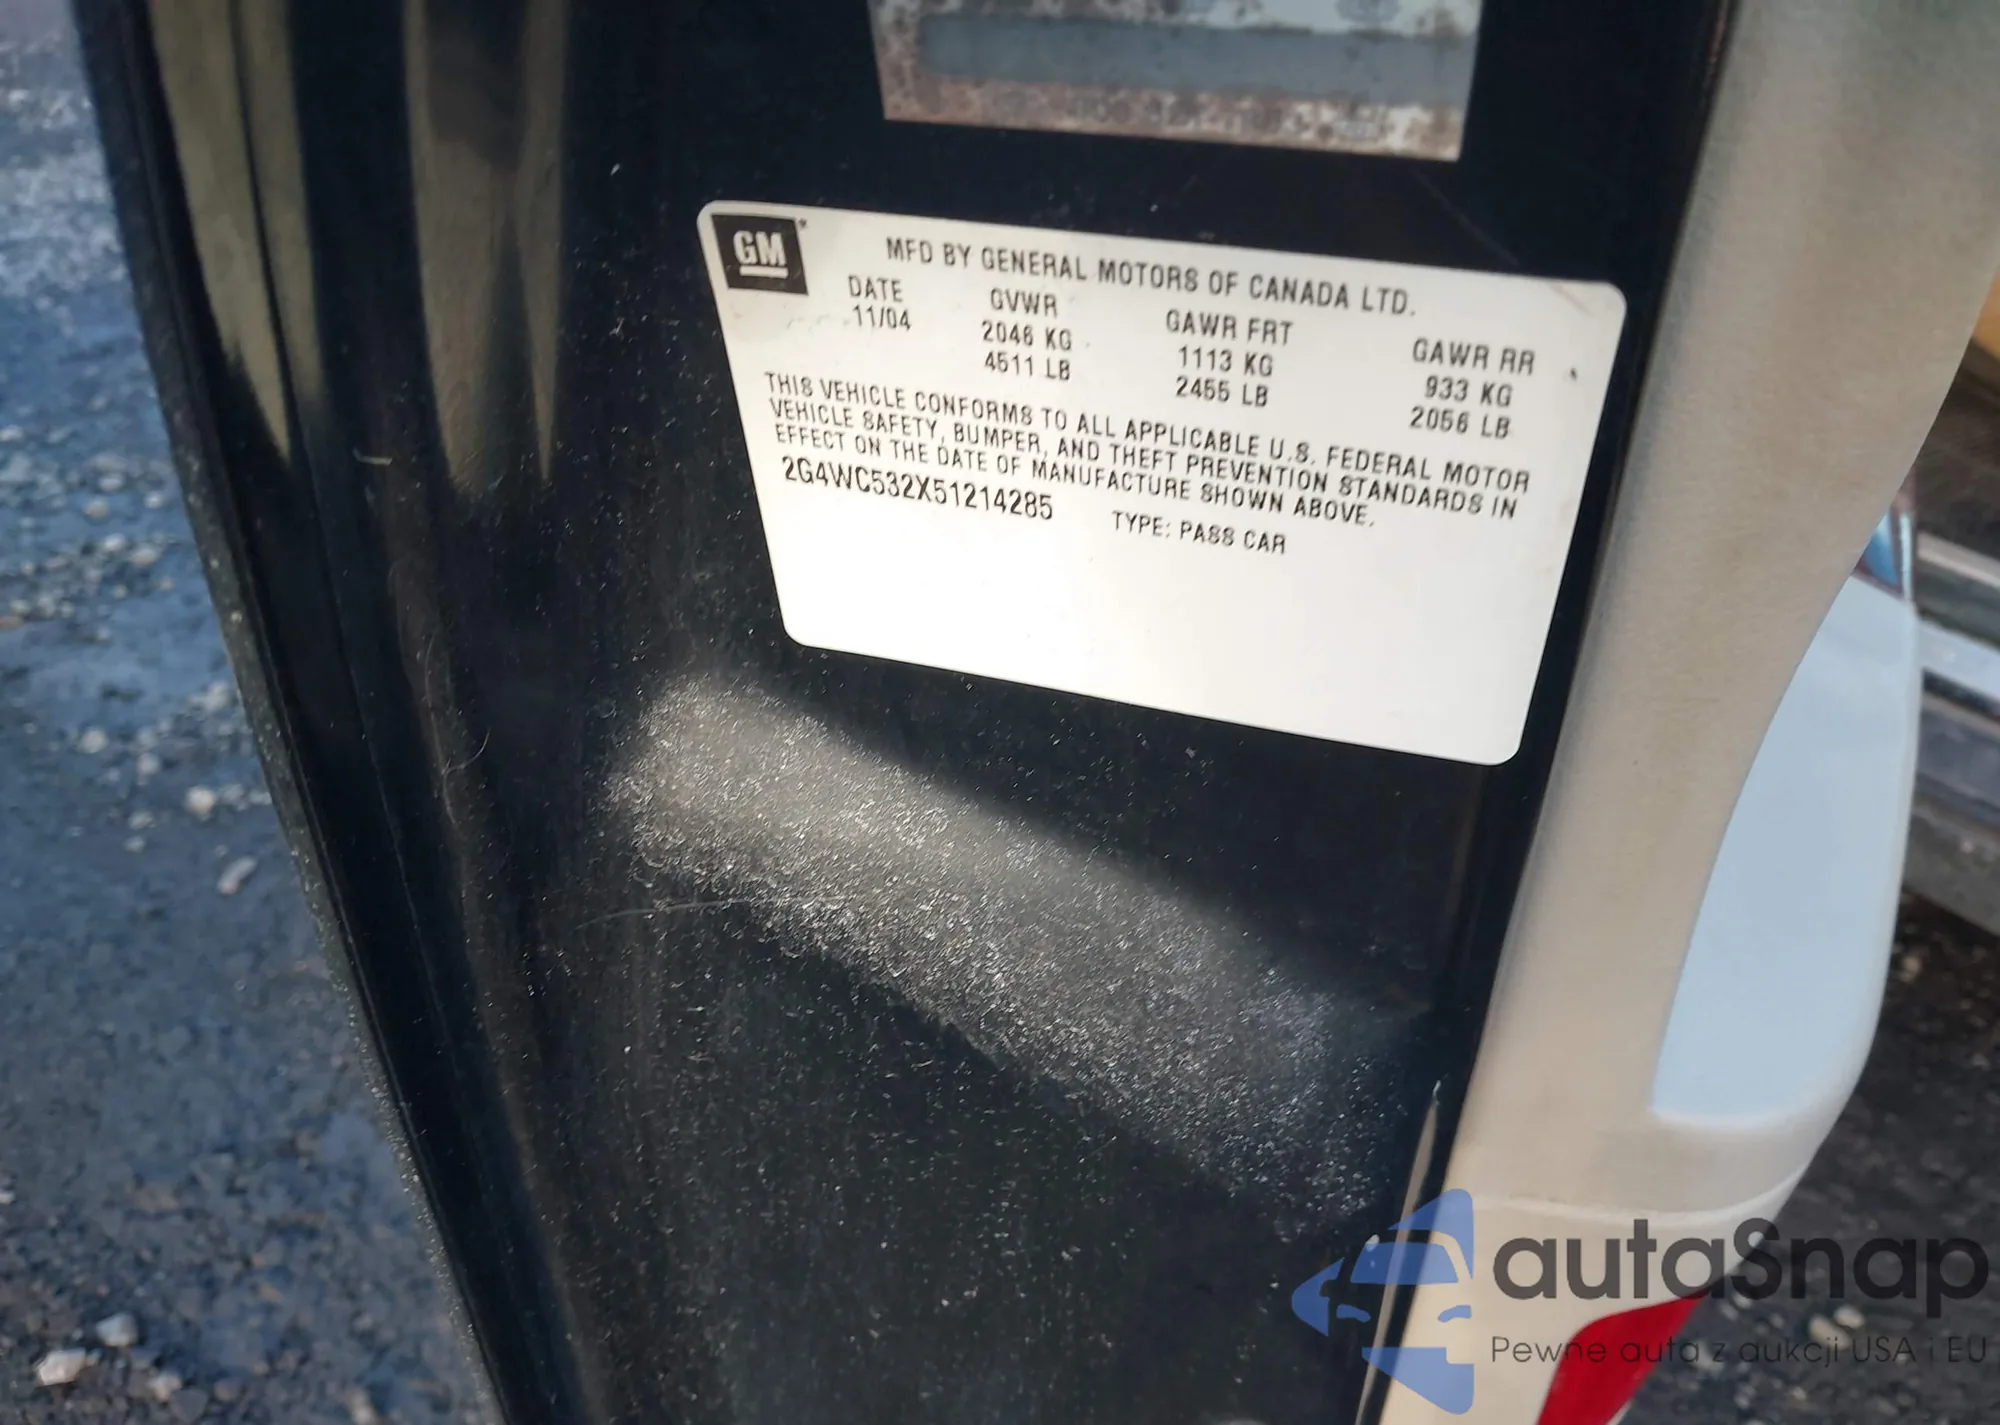 GM
MFD BY GENERAL MOTORS OF CANADA LTD.
DATE GVWR GAWR FRT GAWR RR
11/04 2046 KG 1113 KG 933 KG
4511 LB 2455 LB 2056 LB
THIS VEHICLE CONFORMS TO ALL APPLICABLE U.S. FEDERAL MOTOR
VEHICLE SAFETY, BUMPER, AND THEFT PREVENTION STANDARDS IN
EFFECT ON THE DATE OF MANUFACTURE SHOWN ABOVE.
2G4WC532X51214285 TYPE: PASS CAR
autaSnap
Pewne auta z aukcji USA i EU